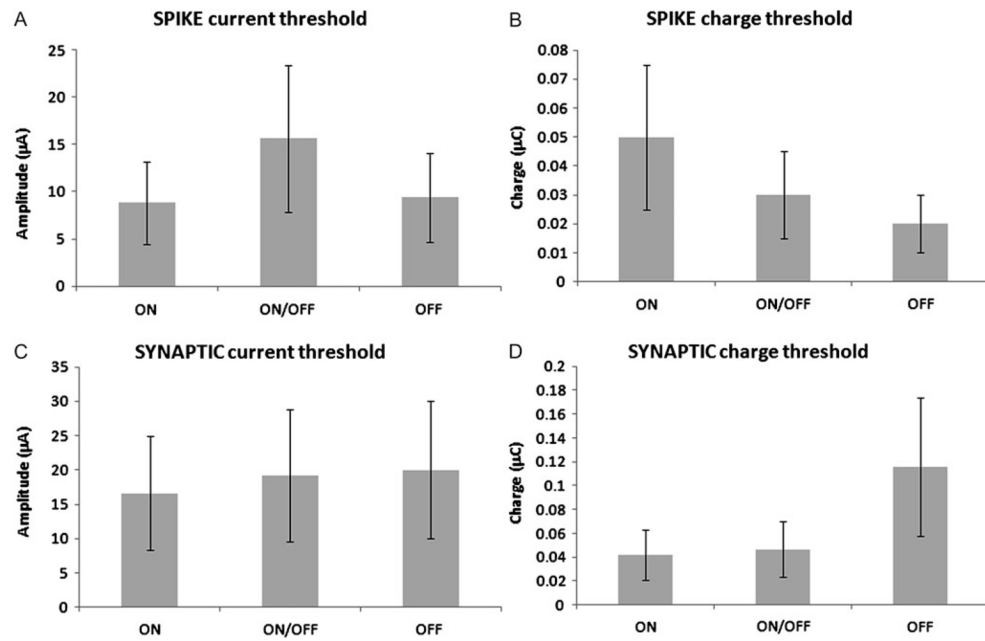 A
SPIKE current threshold
Amplitude (µA)
25
20
15
10
5
0
ON
ON/OFF
OFF
B
SPIKE charge threshold
Charge (µC)
0.08
0.07
0.06
0.05
0.04
0.03
0.02
0.01
0
ON
ON/OFF
OFF
C
SYNAPTIC current threshold
Amplitude (µA)
35
30
25
20
15
10
5
0
ON
ON/OFF
OFF
D
SYNAPTIC charge threshold
Charge (µC)
0.2
0.18
0.16
0.14
0.12
0.1
0.08
0.06
0.04
0.02
0
ON
ON/OFF
OFF